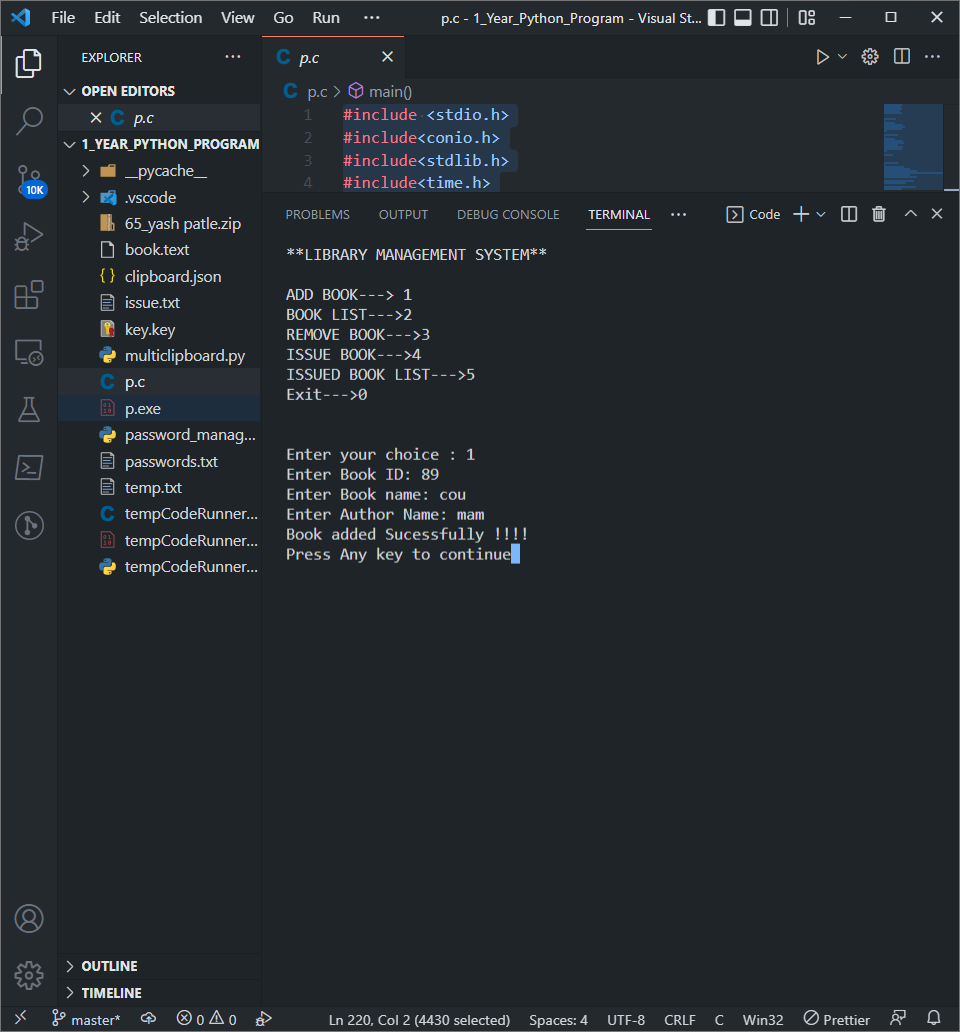 File Edit Selection View Go Run ··· p.c - 1_Year_Python_Program - Visual St...
EXPLORER ···
OPEN EDITORS
C p.c
1_YEAR_PYTHON_PROGRAM
__pycache__
.vscode
65_yash patle.zip
book.text
{ } clipboard.json
issue.txt
key.key
multiclipboard.py
C p.c
p.exe
password_manag...
passwords.txt
temp.txt
C tempCodeRunner...
tempCodeRunner...
tempCodeRunner...
OUTLINE
TIMELINE
10K
C p.c
C p.c > main()
1 #include <stdio.h>
2 #include<conio.h>
3 #include<stdlib.h>
4 #include<time.h>
PROBLEMS OUTPUT DEBUG CONSOLE TERMINAL ··· Code
**LIBRARY MANAGEMENT SYSTEM**
ADD BOOK---> 1
BOOK LIST--->2
REMOVE BOOK--->3
ISSUE BOOK--->4
ISSUED BOOK LIST--->5
Exit--->0
Enter your choice : 1
Enter Book ID: 89
Enter Book name: cou
Enter Author Name: mam
Book added Sucessfully !!!!
Press Any key to continue
master* 0 0 Ln 220, Col 2 (4430 selected) Spaces: 4 UTF-8 CRLF C Win32 Prettier